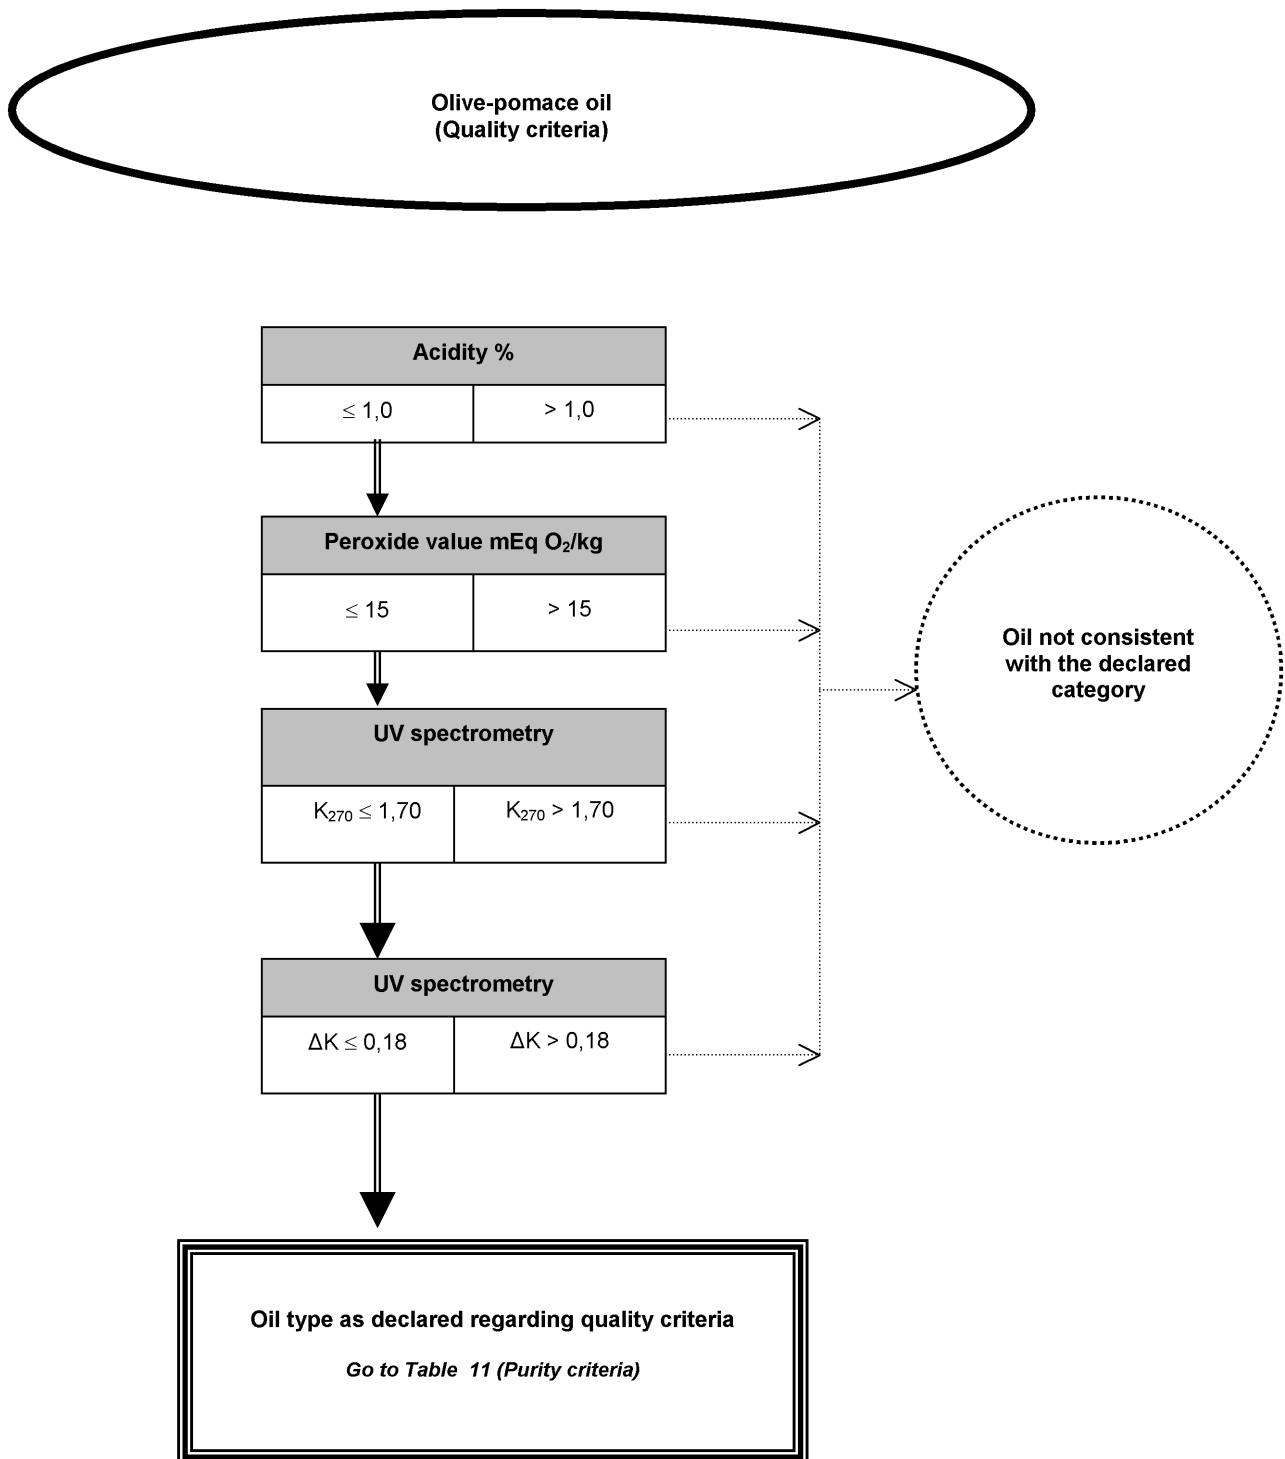 Olive-pomace oil
(Quality criteria)
Acidity %
≤ 1,0
> 1,0
Peroxide value mEq O₂/kg
≤ 15
> 15
Oil not consistent
with the declared
category
UV spectrometry
K₂₇₀ ≤ 1,70
K₂₇₀ > 1,70
UV spectrometry
ΔK ≤ 0,18
ΔK > 0,18
Oil type as declared regarding quality criteria
Go to Table 11 (Purity criteria)